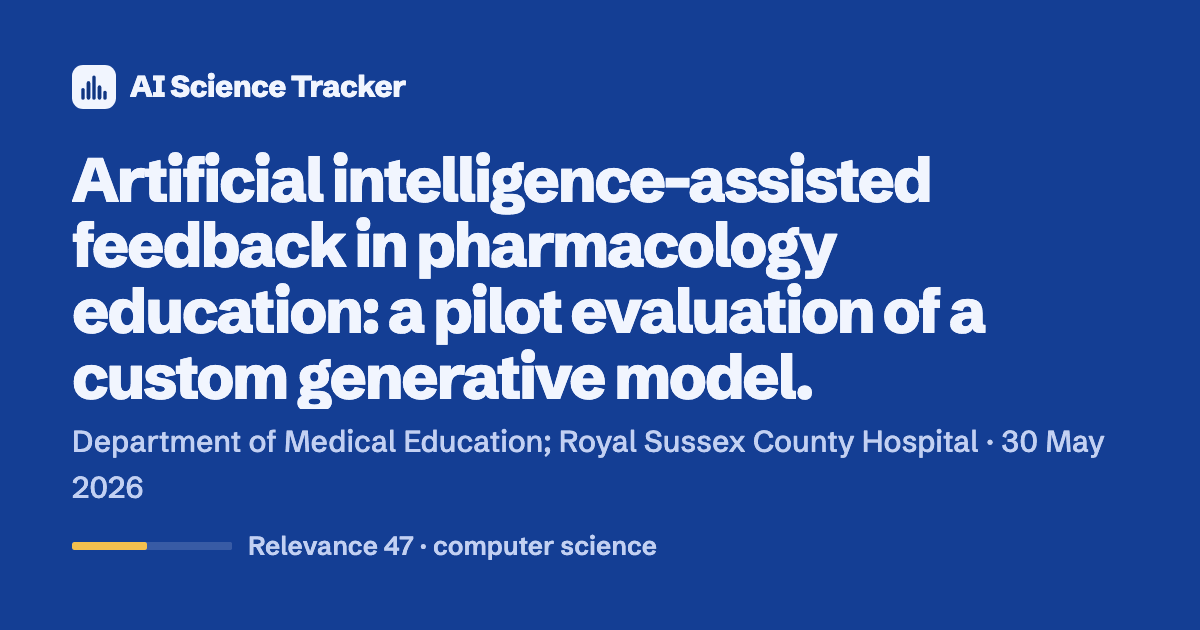 AI Science Tracker
Artificial intelligence-assisted
feedback in pharmacology
education: a pilot evaluation of a
custom generative model.
Department of Medical Education; Royal Sussex County Hospital · 30 May
2026
Relevance 47 · computer science